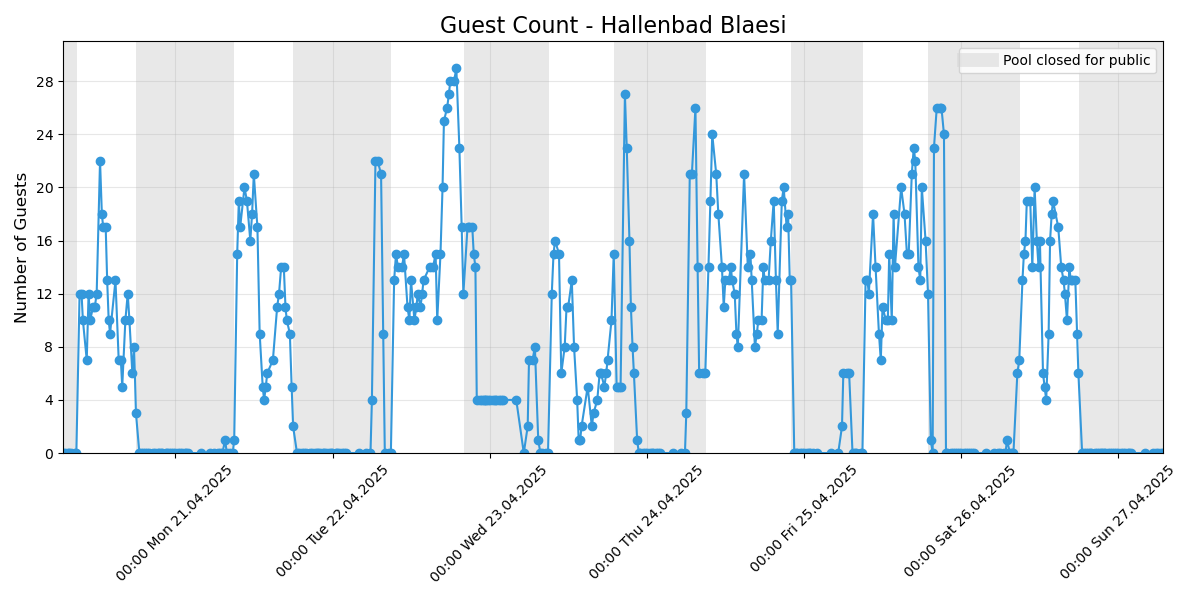 Guest Count - Hallenbad Blaesi
Pool closed for public
Number of Guests
28
24
20
16
12
8
4
0
00:00 Mon 21.04.2025
00:00 Tue 22.04.2025
00:00 Wed 23.04.2025
00:00 Thu 24.04.2025
00:00 Fri 25.04.2025
00:00 Sat 26.04.2025
00:00 Sun 27.04.2025